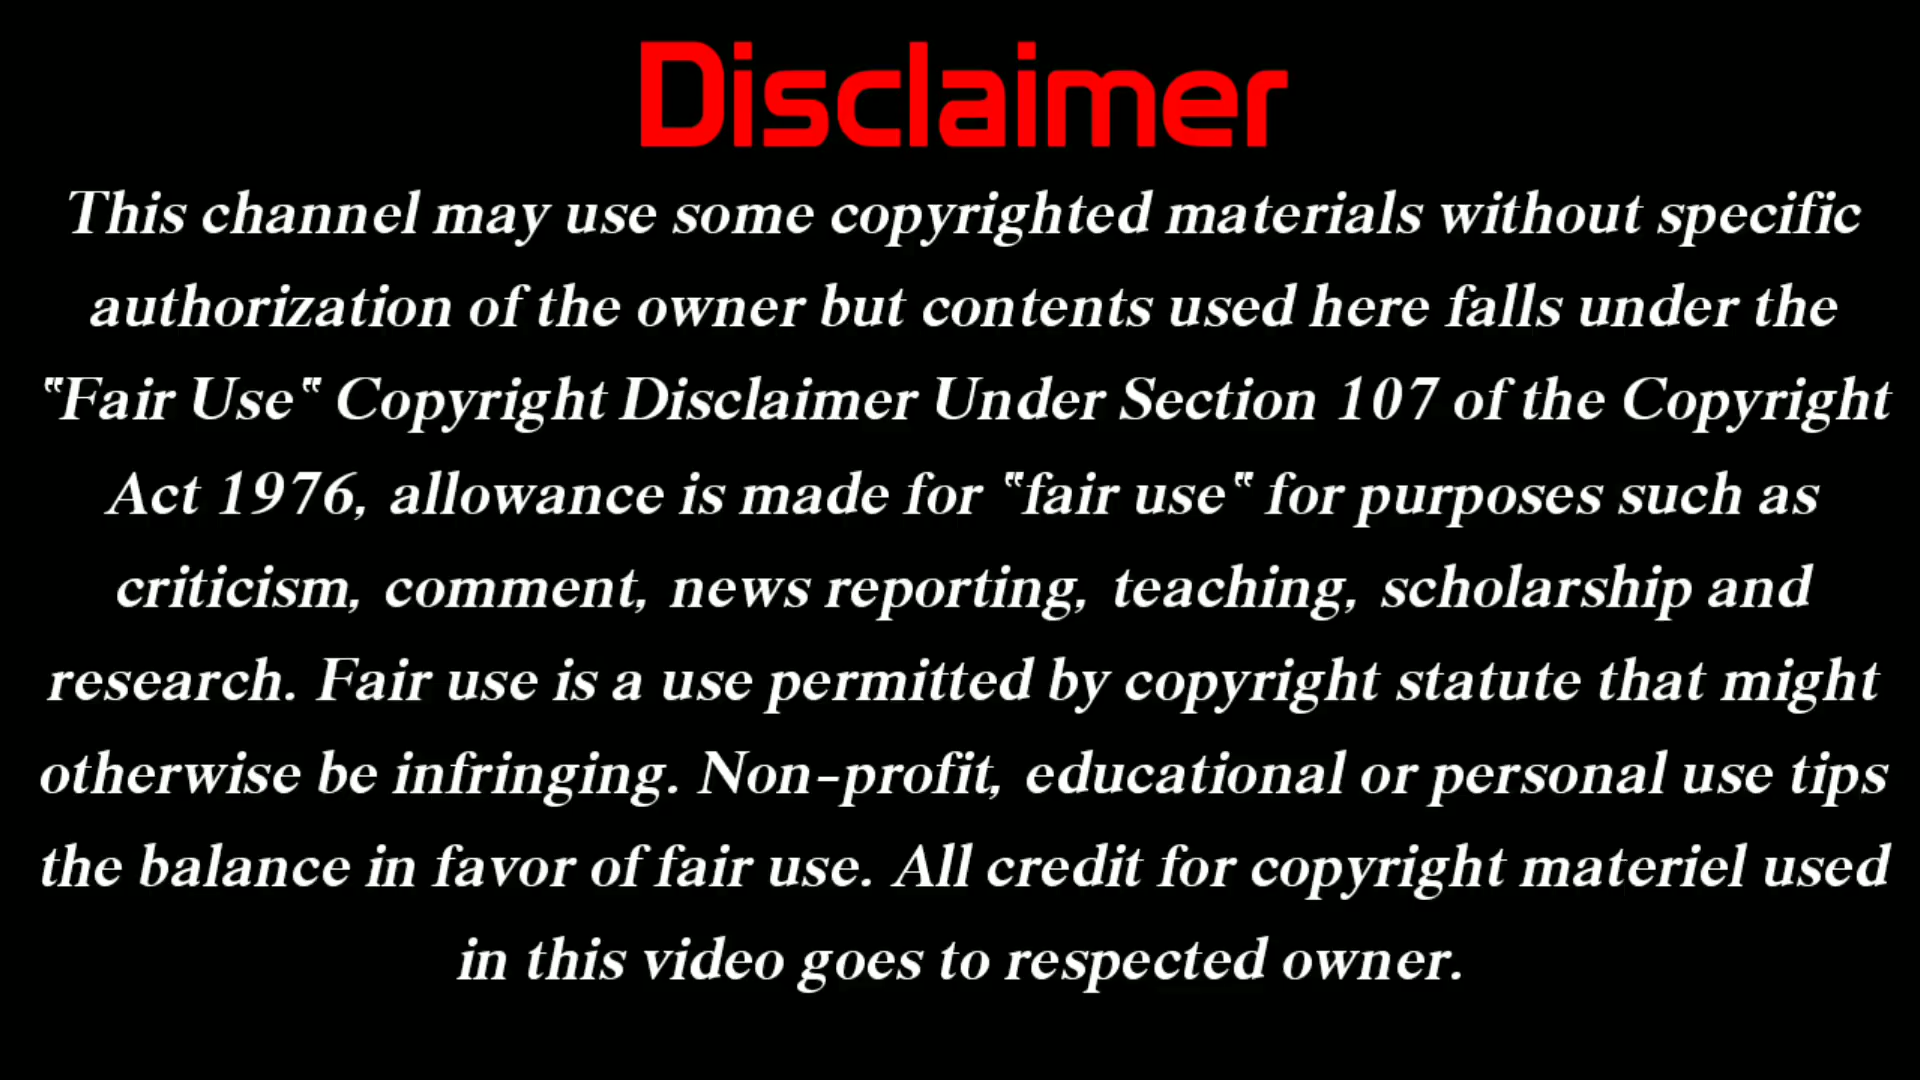 Disclaimer
This channel may use some copyrighted materials without specific
authorization of the owner but contents used here falls under the
“Fair Use“ Copyright Disclaimer Under Section 107 of the Copyright
Act 1976, allowance is made for “fair use“ for purposes such as
criticism, comment, news reporting, teaching, scholarship and
research. Fair use is a use permitted by copyright statute that might
otherwise be infringing. Non-profit, educational or personal use tips
the balance in favor of fair use. All credit for copyright materiel used
in this video goes to respected owner.